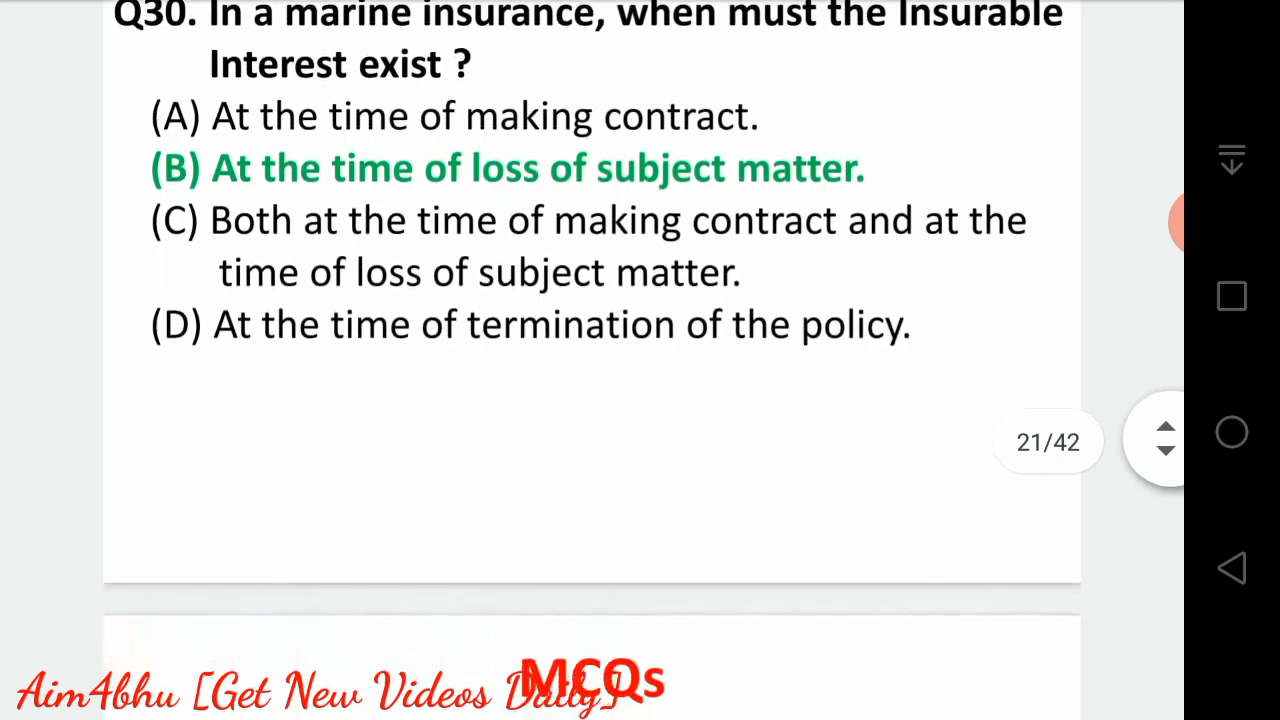 Q30. In a marine insurance, when must the Insurable
Interest exist ?
(A) At the time of making contract.
(B) At the time of loss of subject matter.
(C) Both at the time of making contract and at the
time of loss of subject matter.
(D) At the time of termination of the policy.
21/42
MCQs
Aim4bhu [Get New Videos Daily]